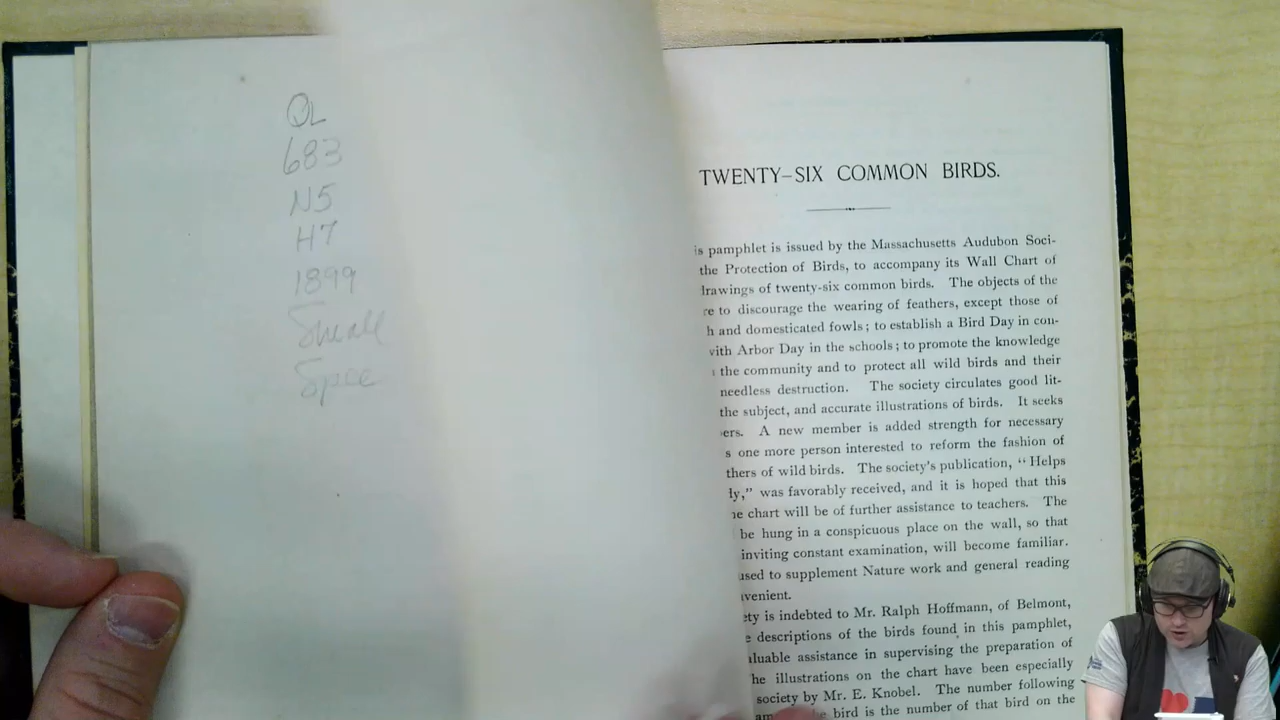 QL
683
N5
H7
1899
Small
Spec
TWENTY-SIX COMMON BIRDS.
is pamphlet is issued by the Massachusetts Audubon Soci-
the Protection of Birds, to accompany its Wall Chart of
drawings of twenty-six common birds. The objects of the
re to discourage the wearing of feathers, except those of
h and domesticated fowls; to establish a Bird Day in con-
with Arbor Day in the schools; to promote the knowledge
the community and to protect all wild birds and their
needless destruction. The society circulates good lit-
the subject, and accurate illustrations of birds. It seeks
ers. A new member is added strength for necessary
s one more person interested to reform the fashion of
thers of wild birds. The society's publication, "Helps
ly," was favorably received, and it is hoped that this
ne chart will be of further assistance to teachers. The
be hung in a conspicuous place on the wall, so that
inviting constant examination, will become familiar.
used to supplement Nature work and general reading
venient.
ety is indebted to Mr. Ralph Hoffmann, of Belmont,
e descriptions of the birds found in this pamphlet,
aluable assistance in supervising the preparation of
he illustrations on the chart have been especially
society by Mr. E. Knobel. The number following
bird is the number of that bird on the